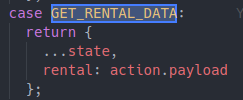 case GET_RENTAL_DATA:
return {
...state,
rental: action.payload
};